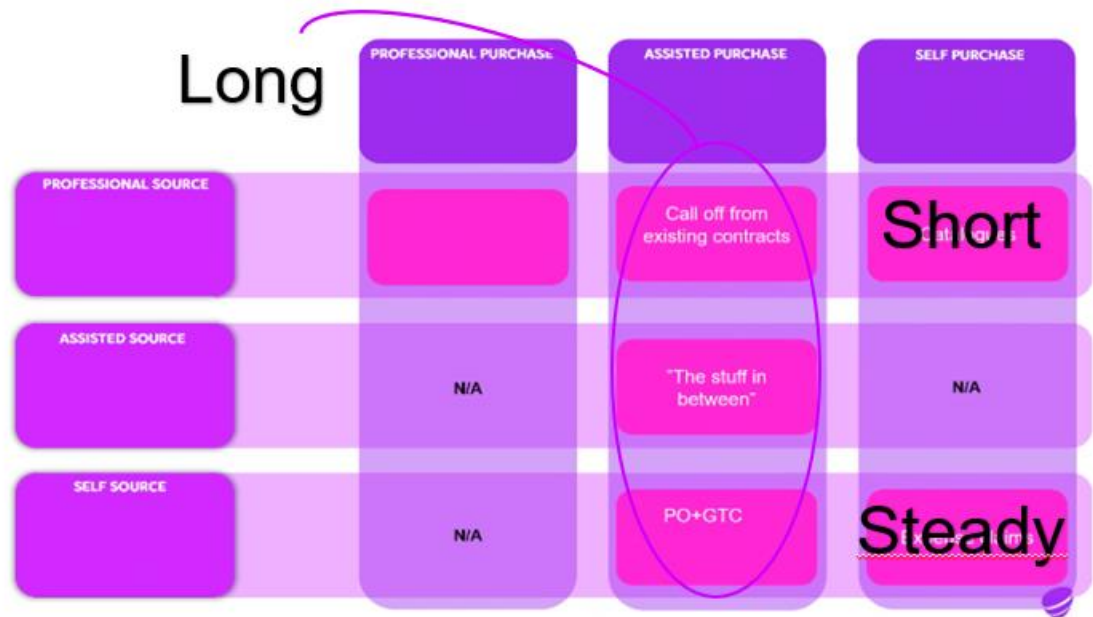 Long
PROFESSIONAL PURCHASE
ASSISTED PURCHASE
SELF PURCHASE
PROFESSIONAL SOURCE
Call off from
existing contracts
Short
Catalogues
ASSISTED SOURCE
N/A
"The stuff in
between"
N/A
SELF SOURCE
N/A
PO+GTC
Steady